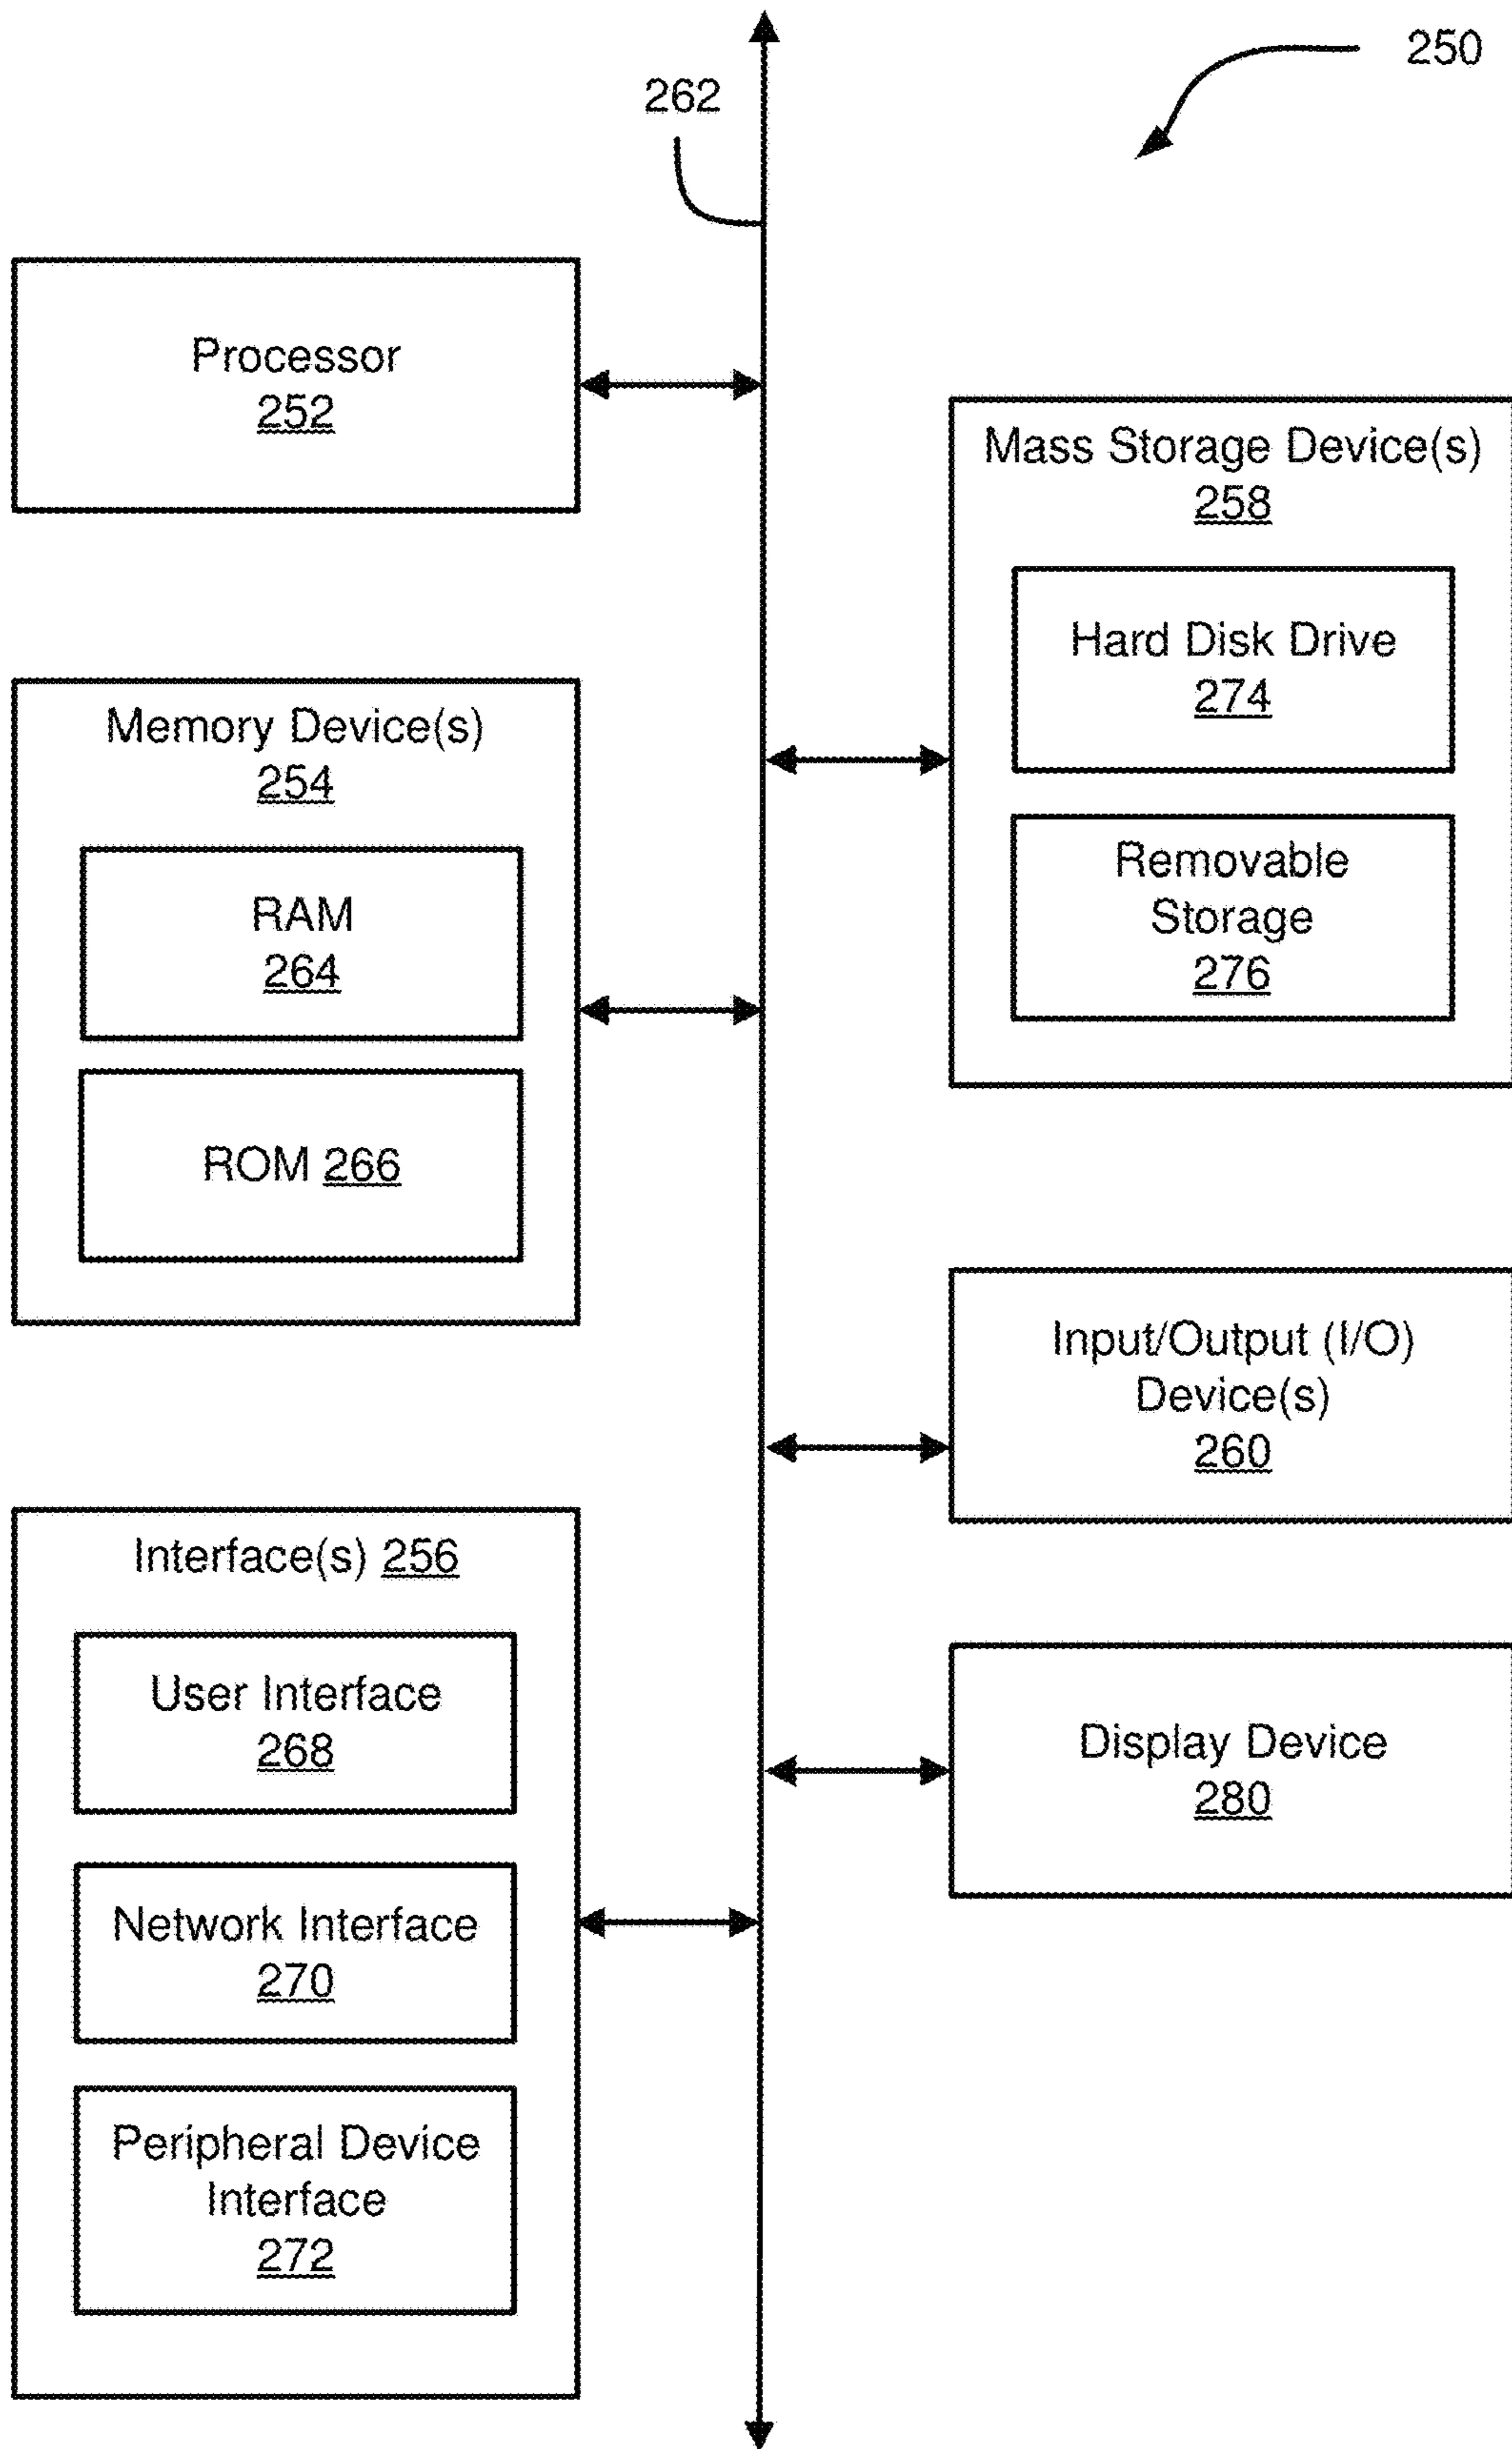 250
262
Processor
252
Mass Storage Device(s)
258
Hard Disk Drive
274
Removable
Storage
276
Memory Device(s)
254
RAM
264
ROM 266
Input/Output (I/O)
Device(s)
260
Interface(s) 256
User Interface
268
Network Interface
270
Peripheral Device
Interface
272
Display Device
280